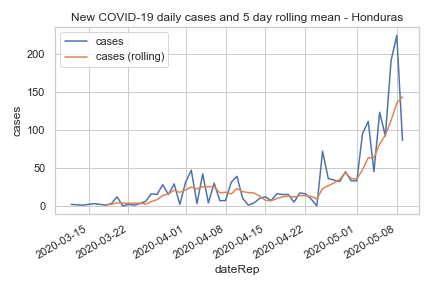 New COVID-19 daily cases and 5 day rolling mean - Honduras
cases
cases (rolling)
200
150
100
50
0
cases
2020-03-15
2020-03-22
2020-04-01
2020-04-08
2020-04-15
2020-04-22
2020-05-01
2020-05-08
dateRep